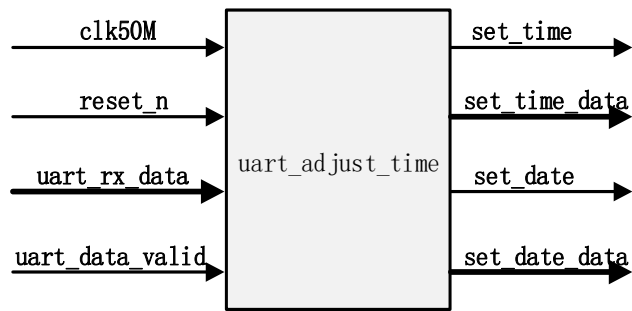 clk50M
set_time
reset_n
set_time_data
uart_adjust_time
uart_rx_data
set_date
uart_data_valid
set_date_data